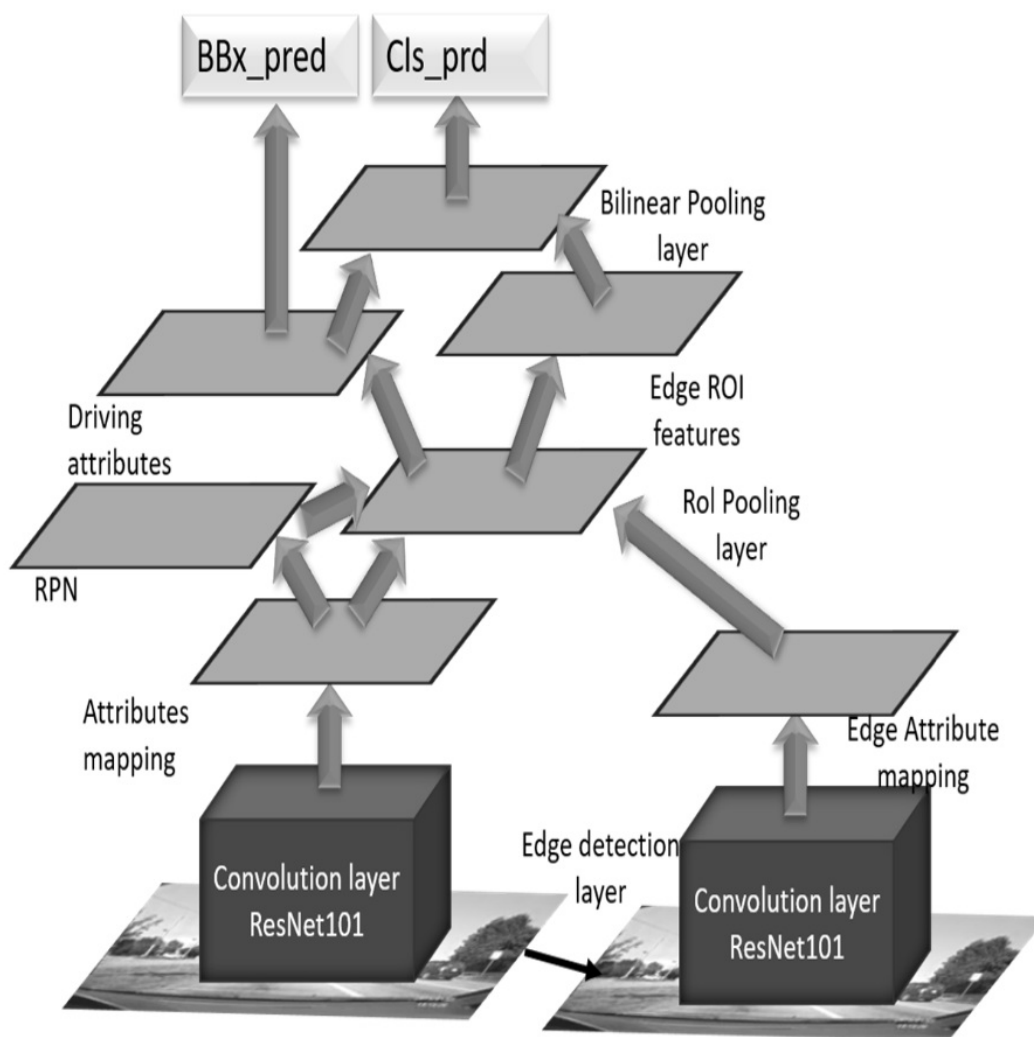 BBx_pred
Cls_prd
Bilinear Pooling
layer
Driving
attributes
Edge ROI
features
RoI Pooling
layer
RPN
Attributes
mapping
Edge Attribute
mapping
Edge detection
layer
Convolution layer
ResNet101
Convolution layer
ResNet101